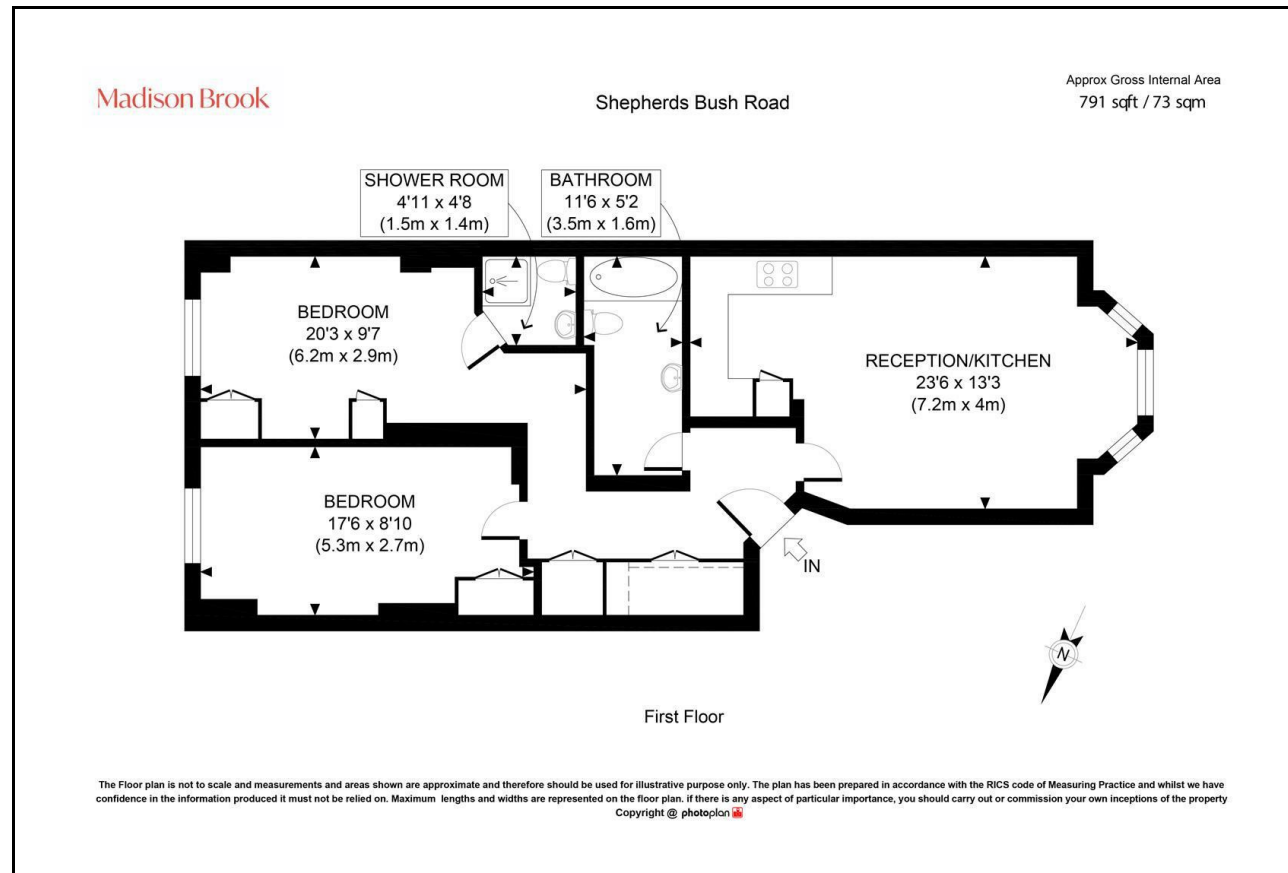 Madison Brook
Shepherds Bush Road
Approx Gross Internal Area
791 sqft / 73 sqm
SHOWER ROOM
4'11 x 4'8
(1.5m x 1.4m)
BATHROOM
11'6 x 5'2
(3.5m x 1.6m)
BEDROOM
20'3 x 9'7
(6.2m x 2.9m)
RECEPTION/KITCHEN
23'6 x 13'3
(7.2m x 4m)
BEDROOM
17'6 x 8'10
(5.3m x 2.7m)
IN
N
First Floor
The Floor plan is not to scale and measurements and areas shown are approximate and therefore should be used for illustrative purpose only. The plan has been prepared in accordance with the RICS code of Measuring Practice and whilst we have
confidence in the information produced it must not be relied on. Maximum lengths and widths are represented on the floor plan. if there is any aspect of particular importance, you should carry out or commission your own inceptions of the property
Copyright @ photoplan